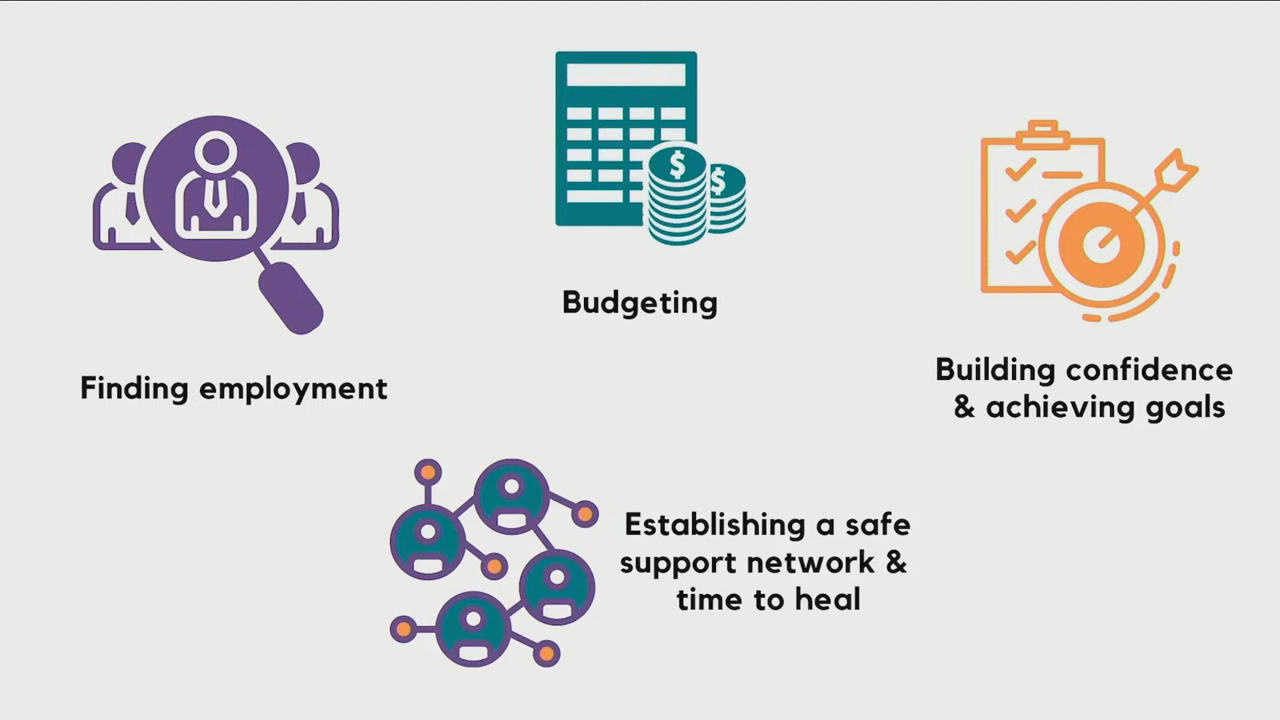 Budgeting
Finding employment
Building confidence
& achieving goals
Establishing a safe
support network &
time to heal
$
$